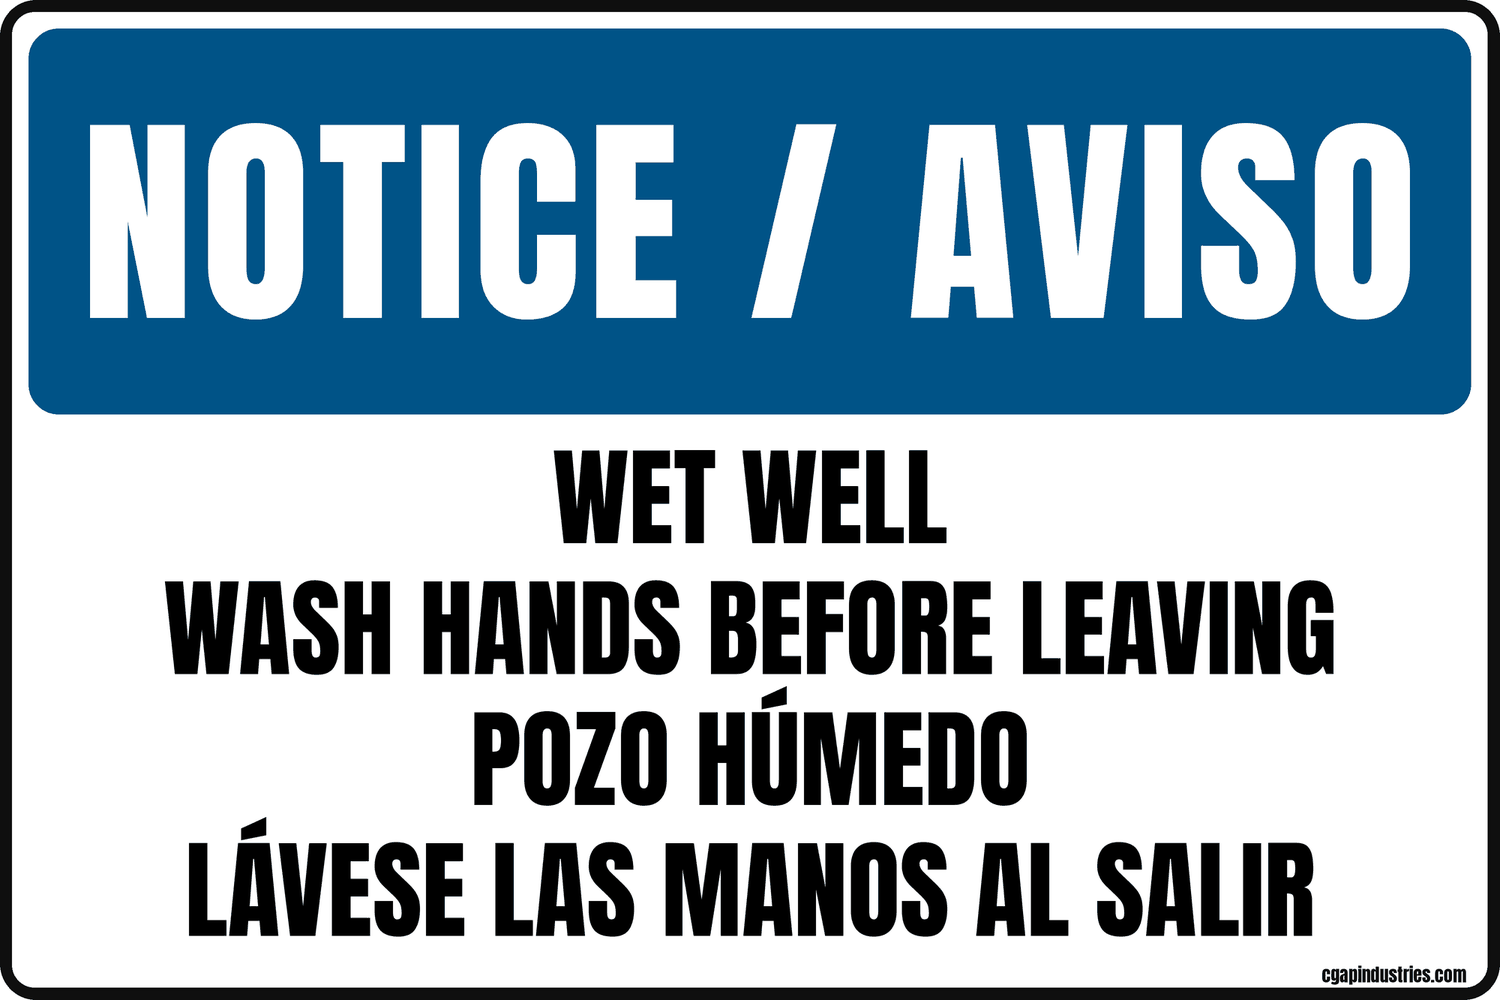 NOTICE / AVISO
WET WELL
WASH HANDS BEFORE LEAVING
POZO HÚMEDO
LÁVESE LAS MANOS AL SALIR
cgapindustries.com